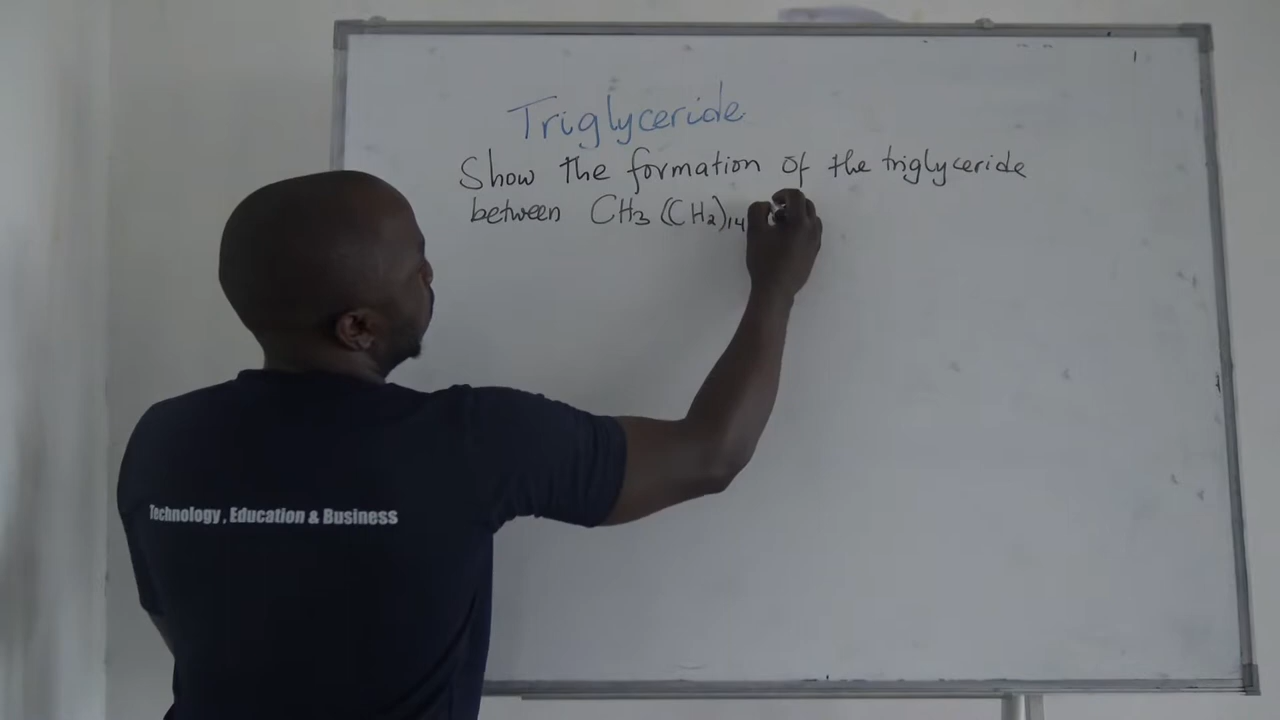 Triglyceride
Show the formation of the triglyceride
between CH3(CH2)14
Technology, Education & Business